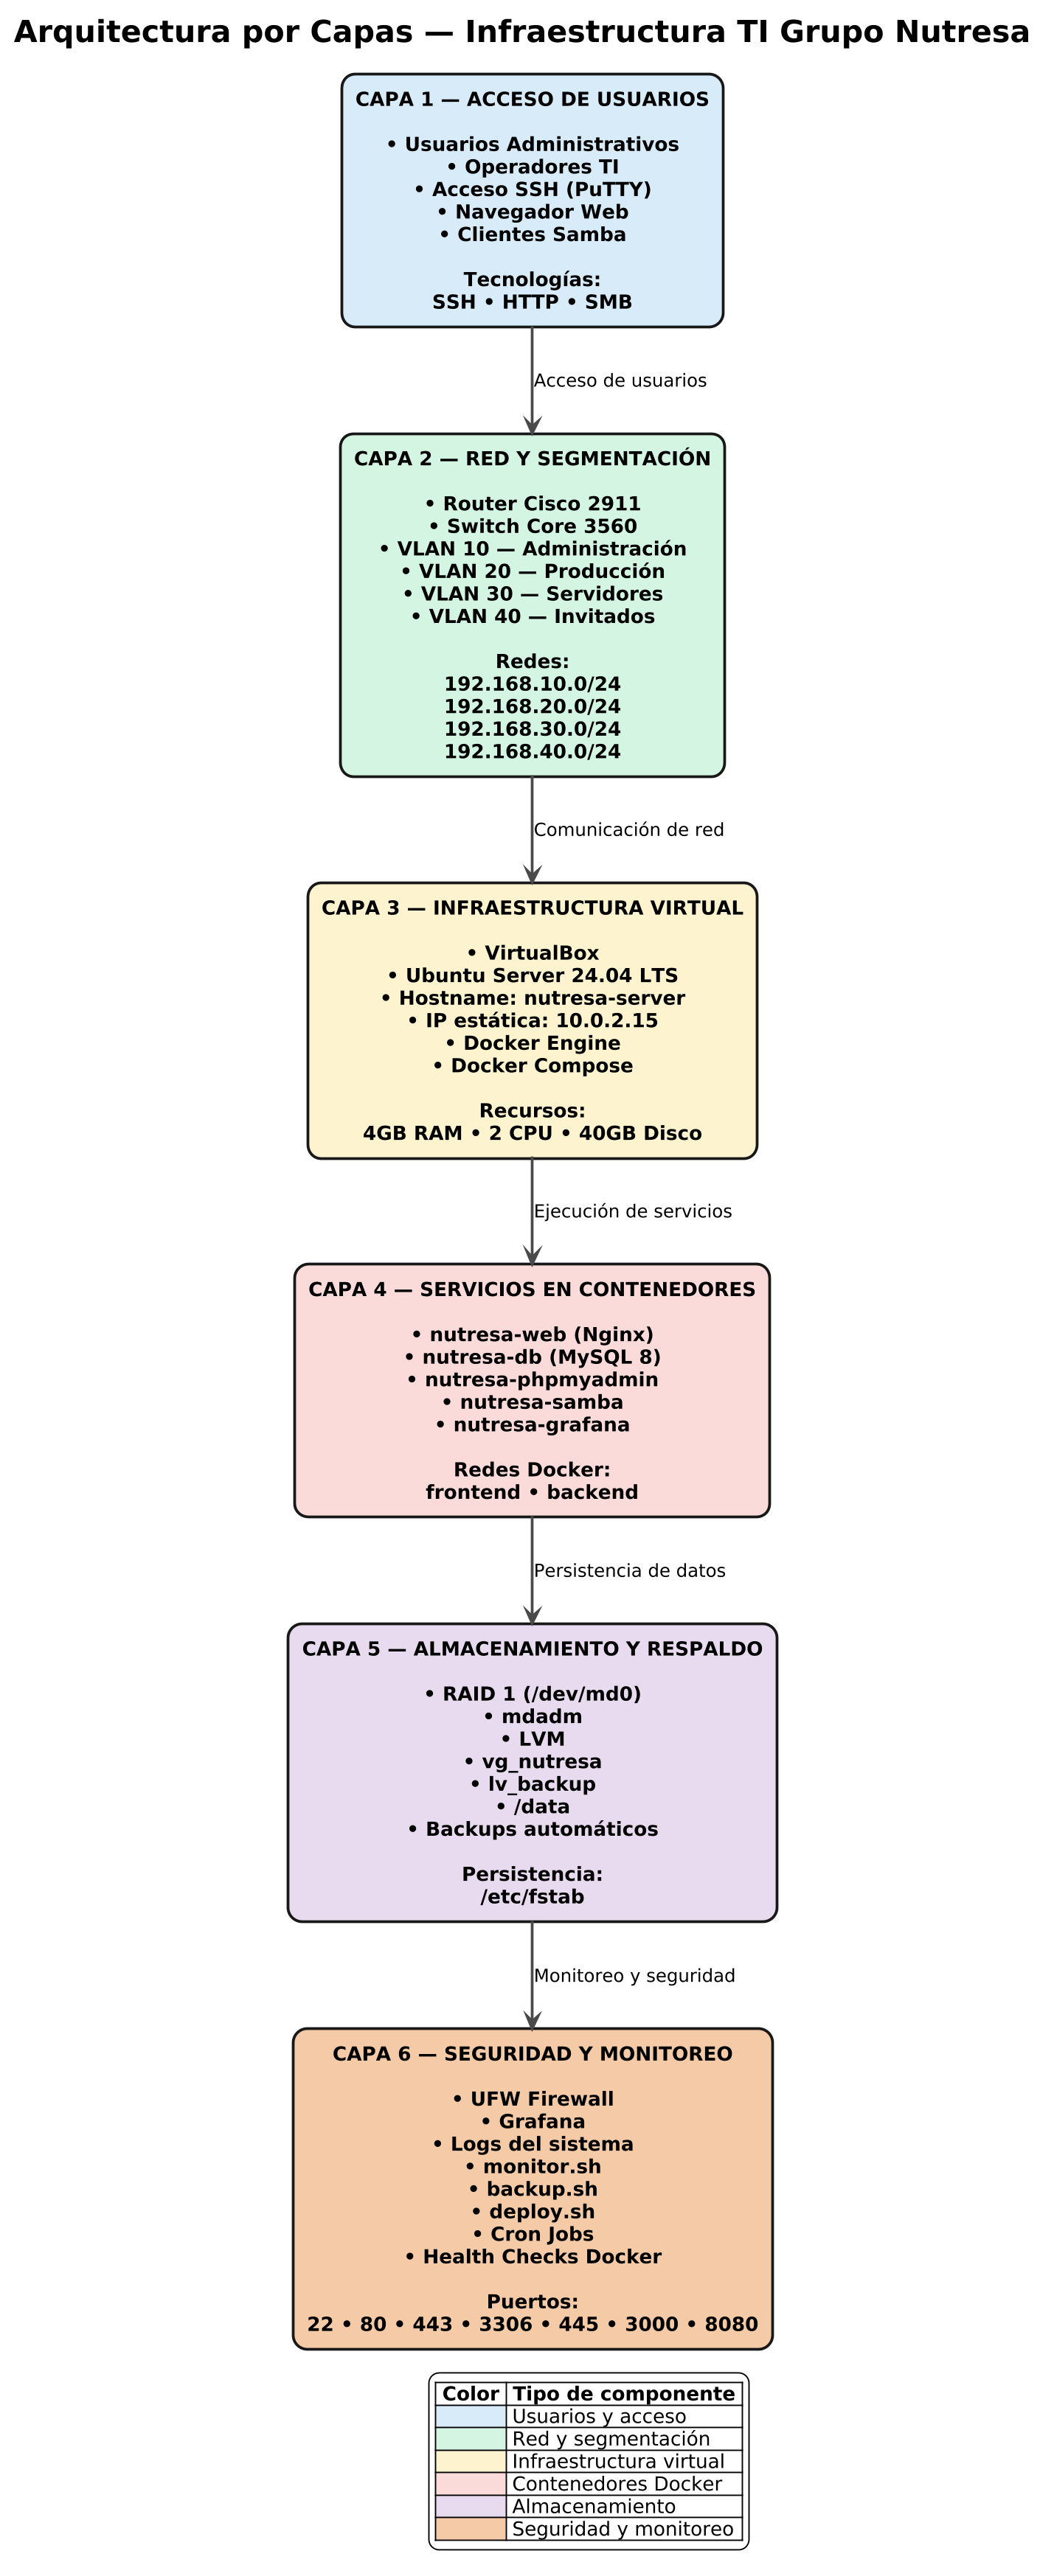 Arquitectura por Capas — Infraestructura TI Grupo Nutresa
CAPA 1 — ACCESO DE USUARIOS
• Usuarios Administrativos
• Operadores TI
• Acceso SSH (PuTTY)
• Navegador Web
• Clientes Samba
Tecnologías:
SSH • HTTP • SMB
Acceso de usuarios
CAPA 2 — RED Y SEGMENTACIÓN
• Router Cisco 2911
• Switch Core 3560
• VLAN 10 — Administración
• VLAN 20 — Producción
• VLAN 30 — Servidores
• VLAN 40 — Invitados
Redes:
192.168.10.0/24
192.168.20.0/24
192.168.30.0/24
192.168.40.0/24
Comunicación de red
CAPA 3 — INFRAESTRUCTURA VIRTUAL
• VirtualBox
• Ubuntu Server 24.04 LTS
• Hostname: nutresa-server
• IP estática: 10.0.2.15
• Docker Engine
• Docker Compose
Recursos:
4GB RAM • 2 CPU • 40GB Disco
Ejecución de servicios
CAPA 4 — SERVICIOS EN CONTENEDORES
• nutresa-web (Nginx)
• nutresa-db (MySQL 8)
• nutresa-phpmyadmin
• nutresa-samba
• nutresa-grafana
Redes Docker:
frontend • backend
Persistencia de datos
CAPA 5 — ALMACENAMIENTO Y RESPALDO
• RAID 1 (/dev/md0)
• mdadm
• LVM
• vg_nutresa
• lv_backup
• /data
• Backups automáticos
Persistencia:
/etc/fstab
Monitoreo y seguridad
CAPA 6 — SEGURIDAD Y MONITOREO
• UFW Firewall
• Grafana
• Logs del sistema
• monitor.sh
• backup.sh
• deploy.sh
• Cron Jobs
• Health Checks Docker
Puertos:
22 • 80 • 443 • 3306 • 445 • 3000 • 8080
Color Tipo de componente
Usuarios y acceso
Red y segmentación
Infraestructura virtual
Contenedores Docker
Almacenamiento
Seguridad y monitoreo